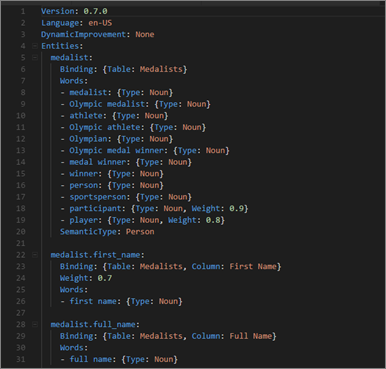 1 Version: 0.7.0
2 Language: en-US
3 DynamicImprovement: None
4 Entities:
5   medalist:
6     Binding: {Table: Medalists}
7     Words:
8     - medalist: {Type: Noun}
9     - Olympic medalist: {Type: Noun}
10     - athlete: {Type: Noun}
11     - Olympic athlete: {Type: Noun}
12     - Olympian: {Type: Noun}
13     - Olympic medal winner: {Type: Noun}
14     - medal winner: {Type: Noun}
15     - winner: {Type: Noun}
16     - person: {Type: Noun}
17     - sportsperson: {Type: Noun}
18     - participant: {Type: Noun, Weight: 0.9}
19     - player: {Type: Noun, Weight: 0.8}
20     SemanticType: Person
21
22   medalist.first_name:
23     Binding: {Table: Medalists, Column: First Name}
24     Weight: 0.7
25     Words:
26     - first name: {Type: Noun}
27
28   medalist.full_name:
29     Binding: {Table: Medalists, Column: Full Name}
30     Words:
31     - full name: {Type: Noun}